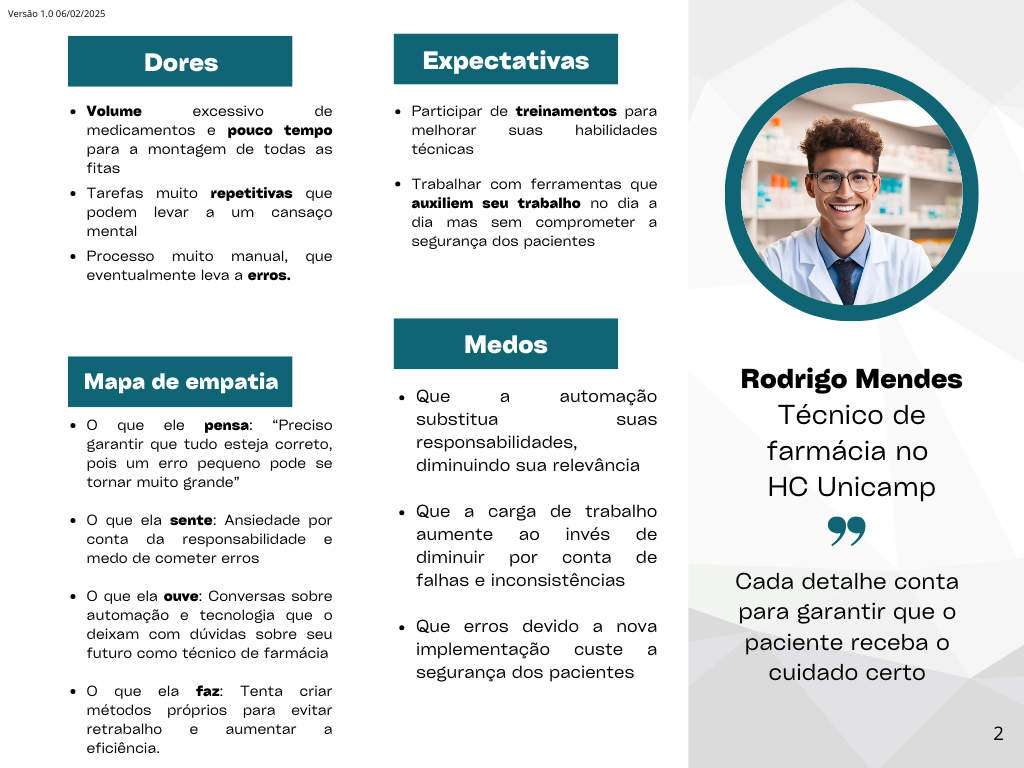 Versão 1.0 06/02/2025
Dores
• Volume excessivo de
medicamentos e pouco tempo
para a montagem de todas as
fitas
• Tarefas muito repetitivas que
podem levar a um cansaço
mental
• Processo muito manual, que
eventualmente leva a erros.
Mapa de empatia
• O que ele pensa: “Preciso
garantir que tudo esteja correto,
pois um erro pequeno pode se
tornar muito grande”
• O que ela sente: Ansiedade por
conta da responsabilidade e
medo de cometer erros
• O que ela ouve: Conversas sobre
automação e tecnologia que o
deixam com dúvidas sobre seu
futuro como técnico de farmácia
• O que ela faz: Tenta criar
métodos próprios para evitar
retrabalho e aumentar a
eficiência.
Expectativas
• Participar de treinamentos para
melhorar suas habilidades
técnicas
• Trabalhar com ferramentas que
auxiliem seu trabalho no dia a
dia mas sem comprometer a
segurança dos pacientes
Medos
• Que a automação
substitua suas
responsabilidades,
diminuindo sua relevância
• Que a carga de trabalho
aumente ao invés de
diminuir por conta de
falhas e inconsistências
• Que erros devido a nova
implementação custe a
segurança dos pacientes
Rodrigo Mendes
Técnico de
farmácia no
HC Unicamp
”
Cada detalhe conta
para garantir que o
paciente receba o
cuidado certo
2